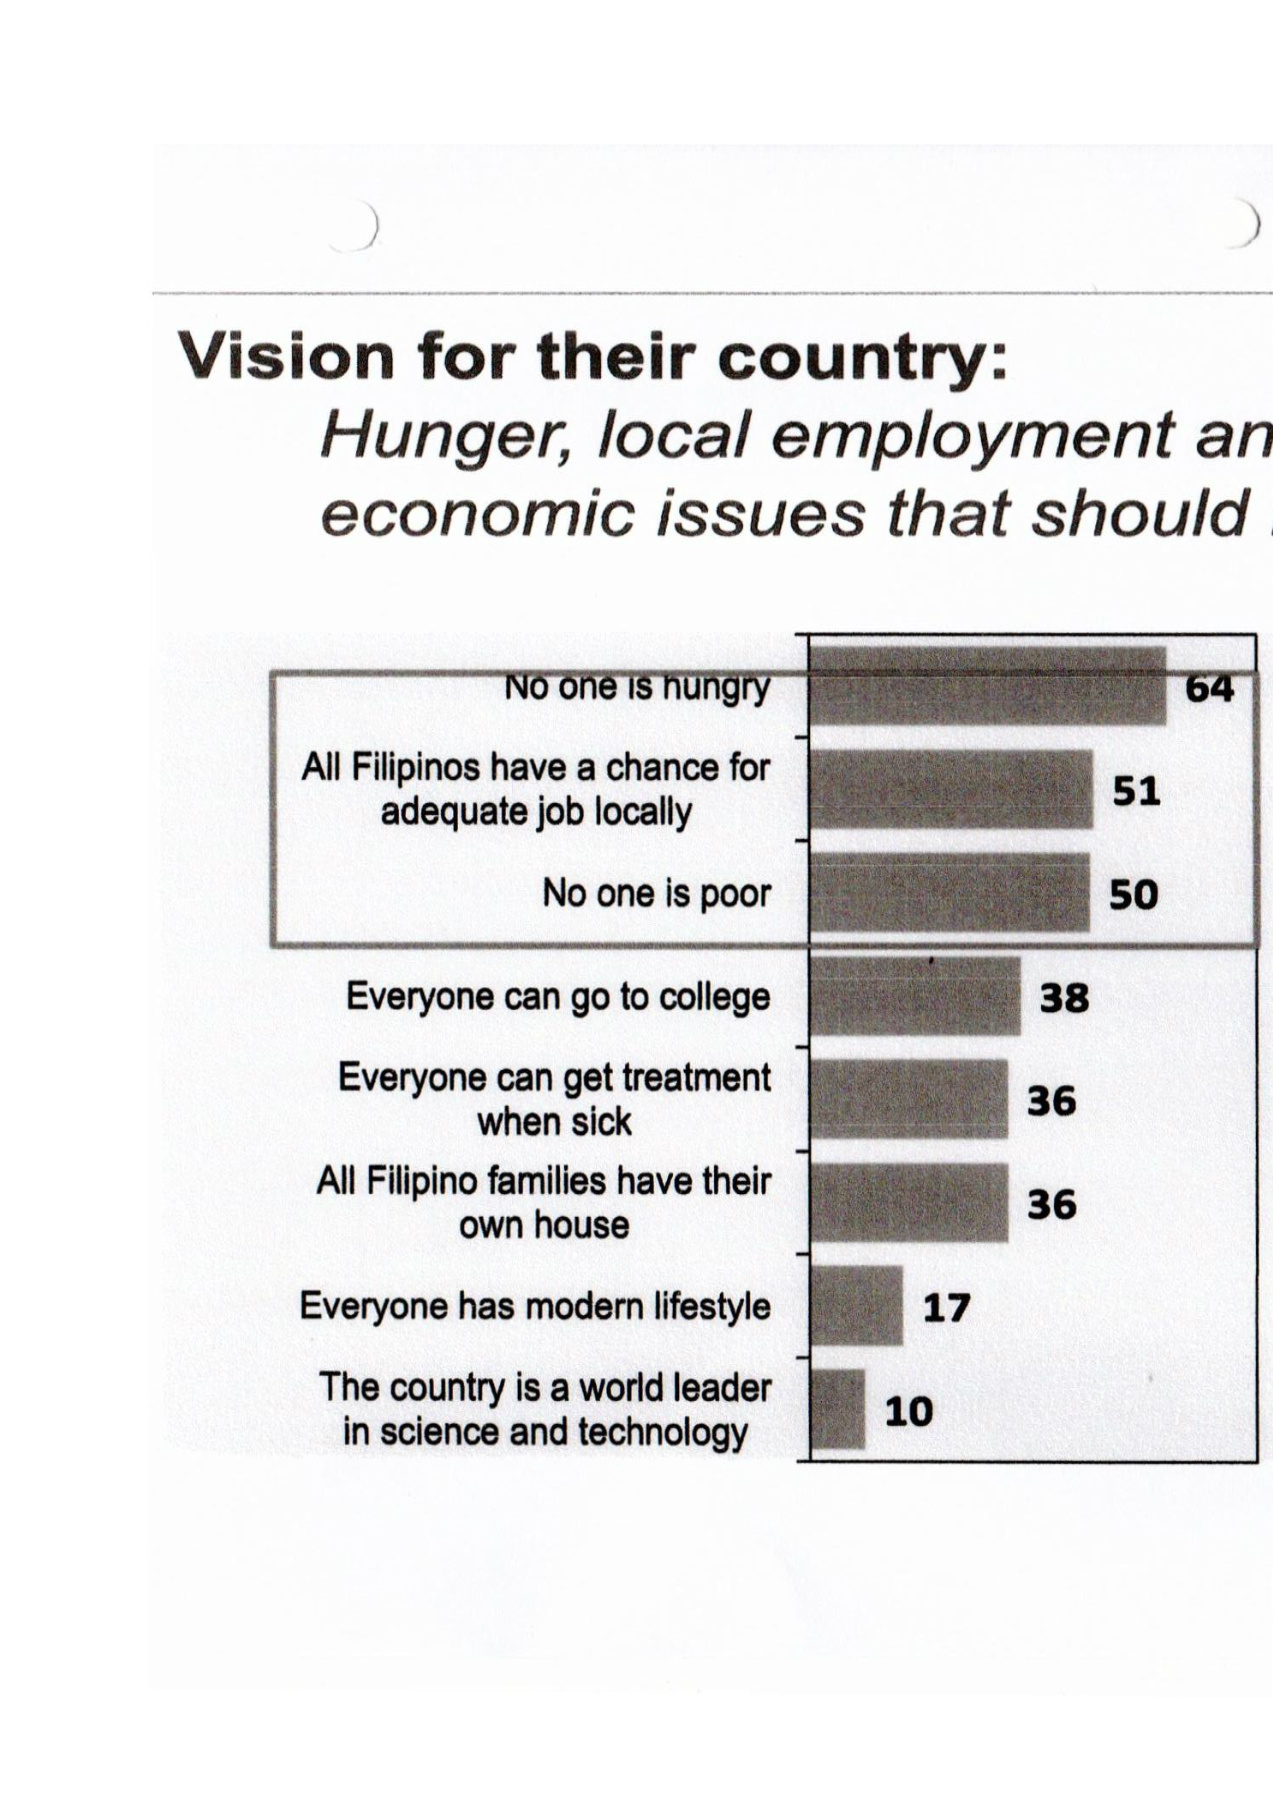 Vision for their country:
Hunger, local employment an
economic issues that should
No one is hungry 64
All Filipinos have a chance for
adequate job locally 51
No one is poor 50
Everyone can go to college 38
Everyone can get treatment
when sick 36
All Filipino families have their
own house 36
Everyone has modern lifestyle 17
The country is a world leader
in science and technology 10